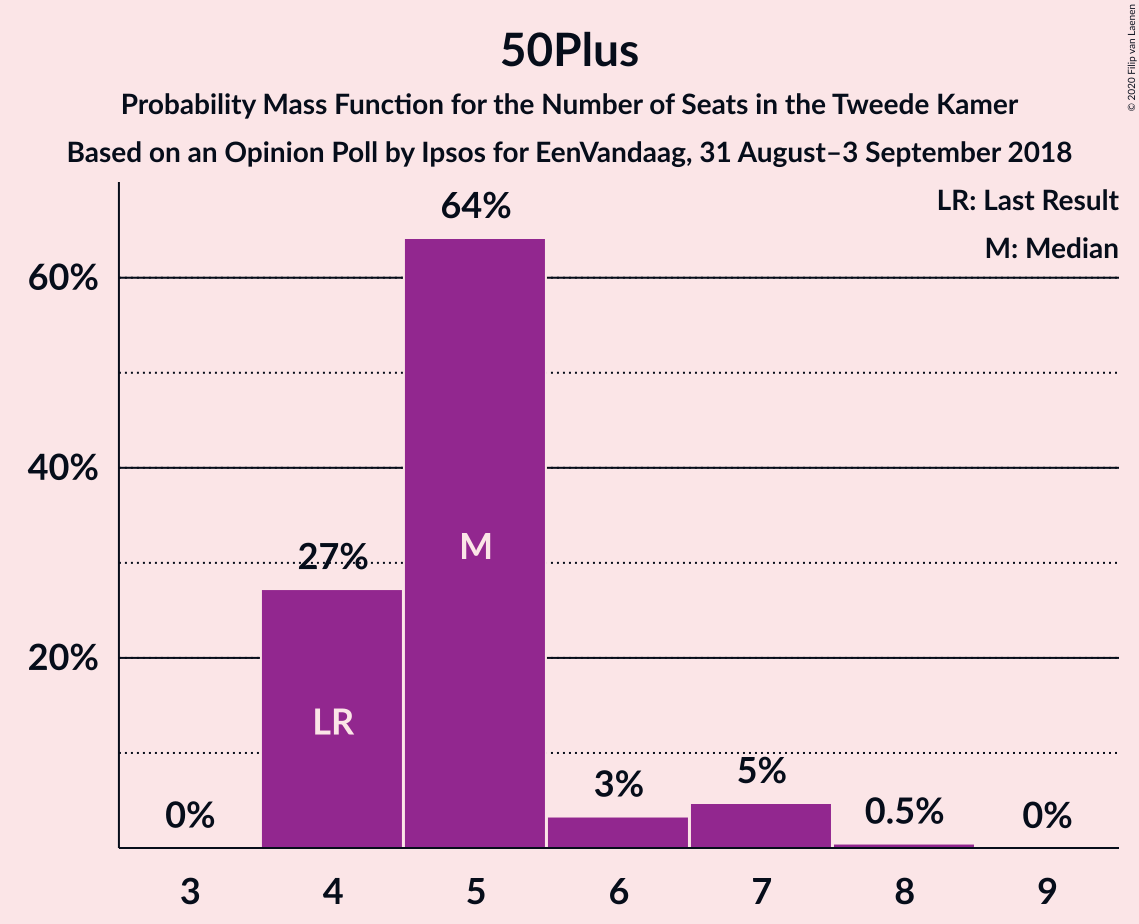 50Plus
Probability Mass Function for the Number of Seats in the Tweede Kamer
Based on an Opinion Poll by Ipsos for EenVandaag, 31 August–3 September 2018
© 2020 Filip van Laenen
LR: Last Result
M: Median
60%
40%
20%
0%
27%
64%
3%
5%
0.5%
0%
LR
M
3 4 5 6 7 8 9